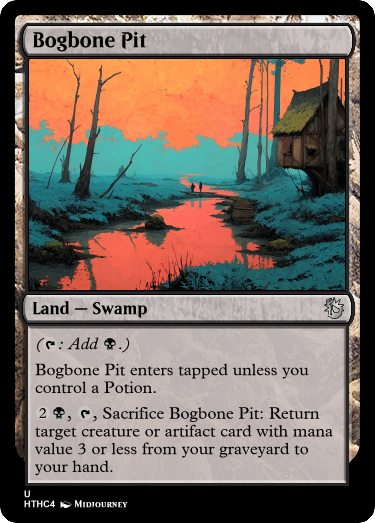 Bogbone Pit
Land — Swamp
(: Add .)
Bogbone Pit enters tapped unless you
control a Potion.
2 , , Sacrifice Bogbone Pit: Return
target creature or artifact card with mana
value 3 or less from your graveyard to
your hand.
U
HTHC4 Midjourney